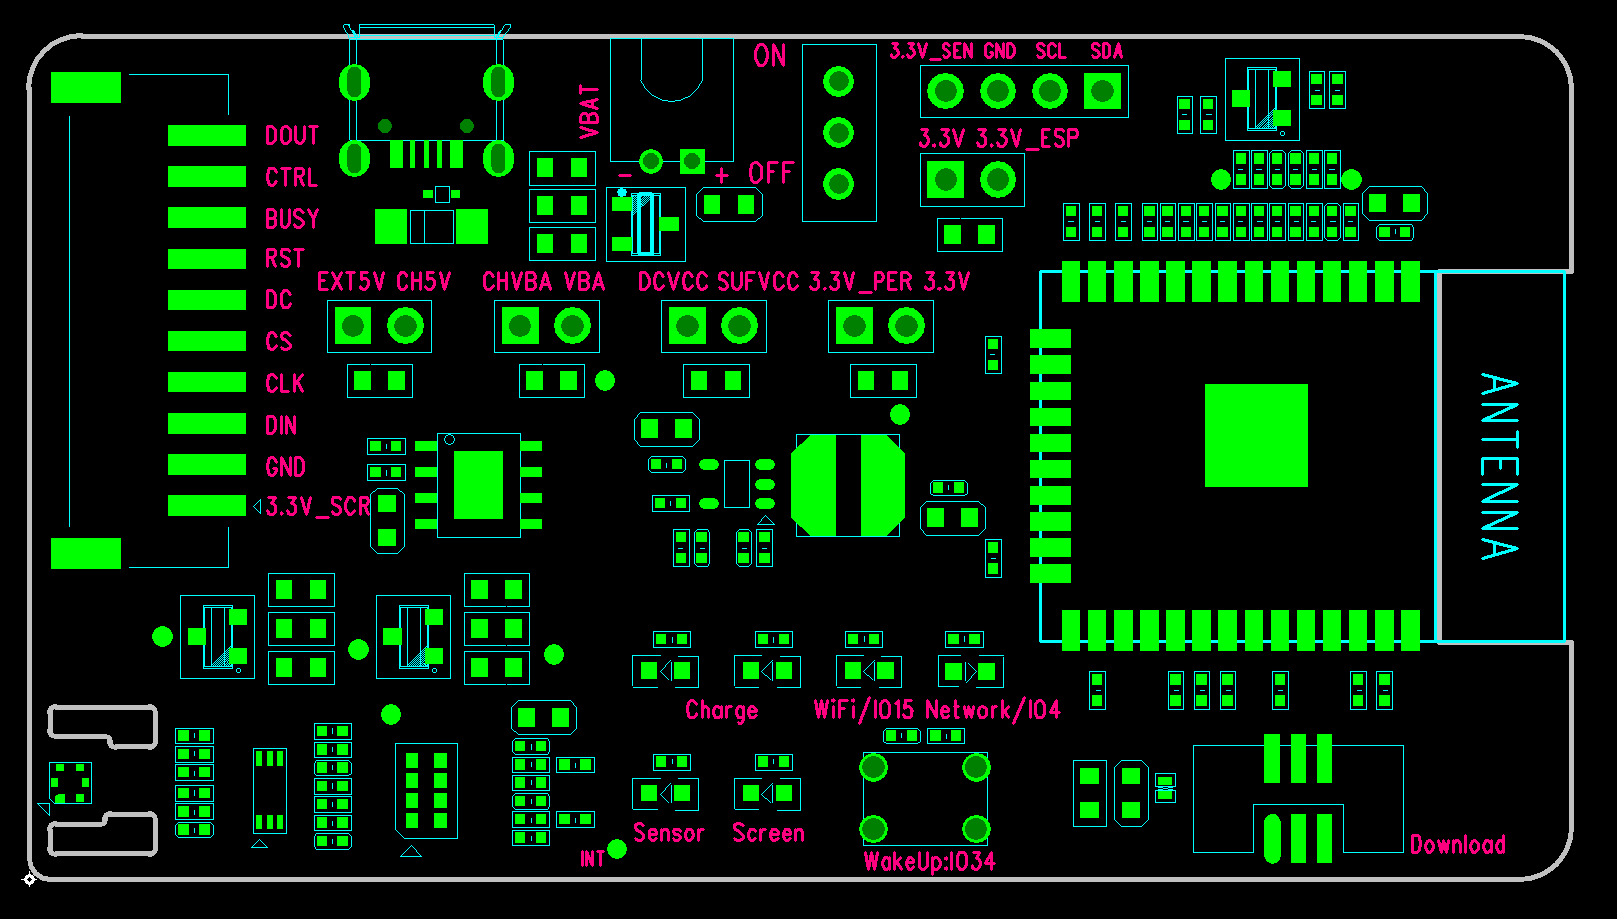 ON
3.3V_SEN GND SCL SDA
VBAT
- +
OFF
3.3V 3.3V_ESP
DOUT
CTRL
BUSY
RST
DC
CS
CLK
DIN
GND
3.3V_SCR
EXT5V CH5V
CHVBA VBA
DCVCC SUFVCC
3.3V_PER 3.3V
ANTENNA
Charge
WiFi/IO15 Network/IO4
Sensor
Screen
INT
WakeUp:IO34
Download